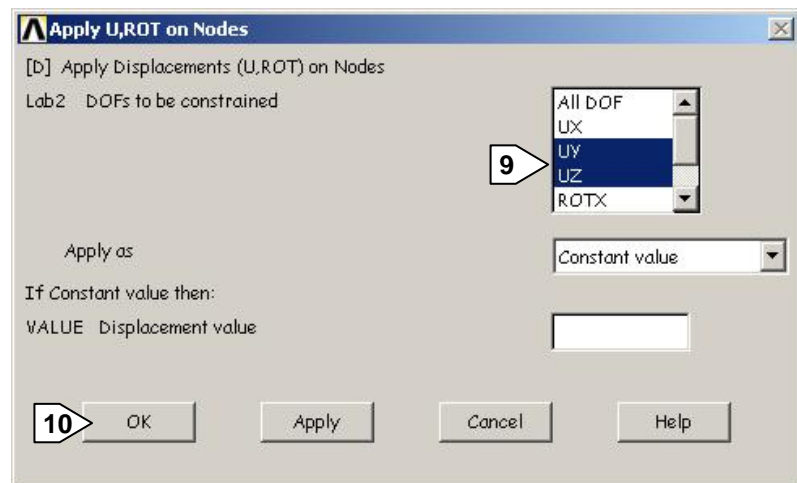 Apply U,ROT on Nodes
[D] Apply Displacements (U,ROT) on Nodes
Lab2 DOFs to be constrained
All DOF
UX
UY
UZ
ROTX
9
Apply as
Constant value
If Constant value then:
VALUE Displacement value
10
OK Apply Cancel Help